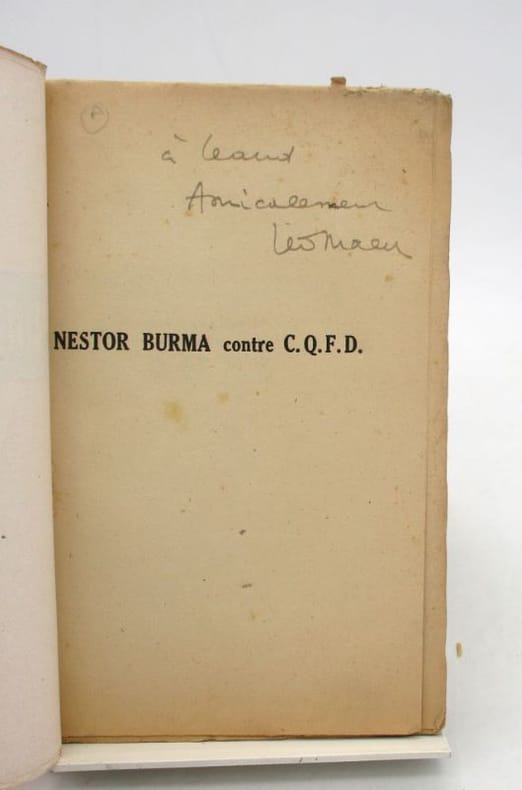 à
Amicalement
Léo Malet
NESTOR BURMA contre C.Q.F.D.